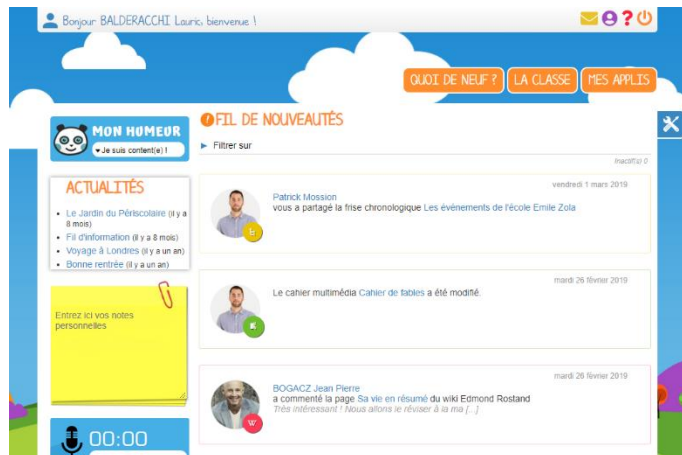 Bonjour BALDERACCHI Lauric, bienvenue !
?
QUOI DE NEUF ?
LA CLASSE
MES APPLIS
MON HUMEUR
♥ Je suis content(e) !
ACTUALITÉS
• Le Jardin du Périscolaire (il y a
8 mois)
• Fil d'information (il y a 8 mois)
• Voyage à Londres (il y a un an)
• Bonne rentrée (il y a un an)
Entrez ici vos notes
personnelles
00:00
FIL DE NOUVEAUTÉS
► Filtrer sur
Inactif(s) 0
vendredi 1 mars 2019
Patrick Mossion
vous a partagé la frise chronologique Les événements de l'école Emile Zola
mardi 26 février 2019
Le cahier multimédia Cahier de fables a été modifié.
mardi 26 février 2019
BOGACZ Jean Pierre
a commenté la page Sa vie en résumé du wiki Edmond Rostand
Très intéressant ! Nous allons le réviser à la ma [...]
W